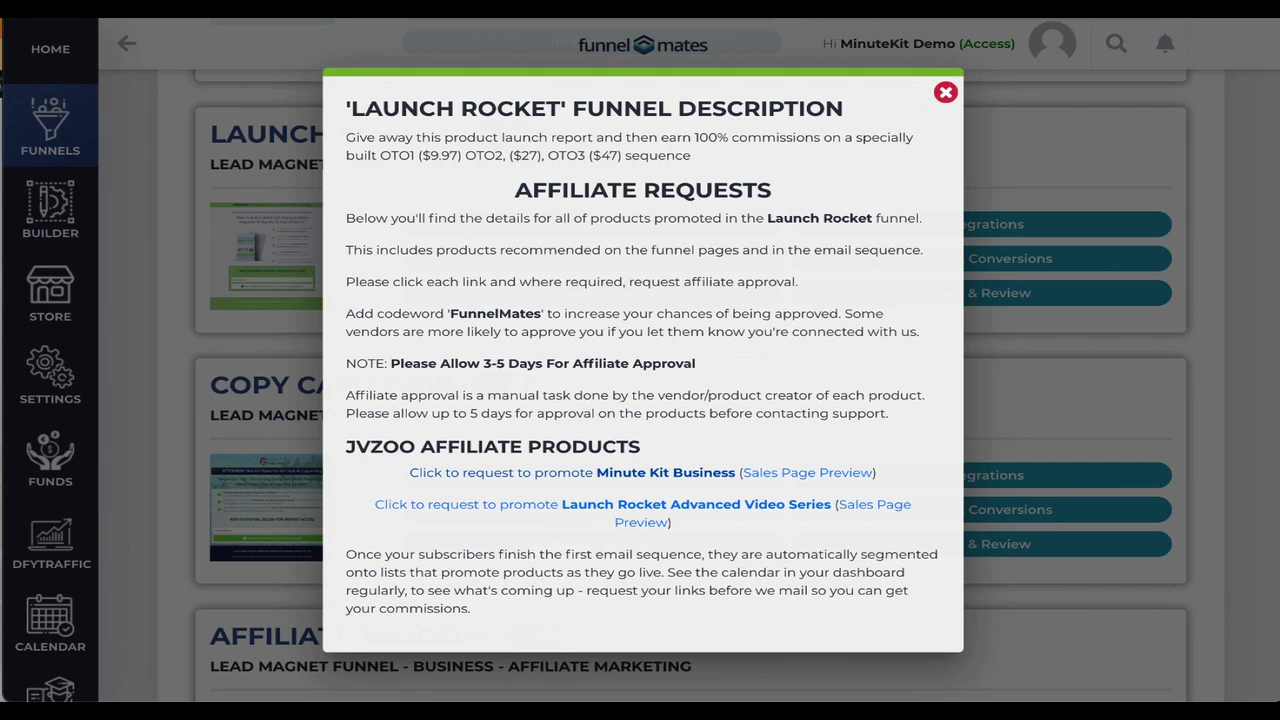 HOME
funnel mates
Hi MinuteKit Demo (Access)
FUNNELS
BUILDER
STORE
SETTINGS
FUNDS
DFYTRAFFIC
CALENDAR
LAUNCH
LEAD MAGNET
egrations
Conversions
& Review
COPY CA
LEAD MAGNET
egrations
Conversions
& Review
AFFILIAT
LEAD MAGNET FUNNEL - BUSINESS - AFFILIATE MARKETING
'LAUNCH ROCKET' FUNNEL DESCRIPTION
Give away this product launch report and then earn 100% commissions on a specially
built OTO1 ($9.97) OTO2, ($27), OTO3 ($47) sequence
AFFILIATE REQUESTS
Below you'll find the details for all of products promoted in the Launch Rocket funnel.
This includes products recommended on the funnel pages and in the email sequence.
Please click each link and where required, request affiliate approval.
Add codeword 'FunnelMates' to increase your chances of being approved. Some
vendors are more likely to approve you if you let them know you're connected with us.
NOTE: Please Allow 3-5 Days For Affiliate Approval
Affiliate approval is a manual task done by the vendor/product creator of each product.
Please allow up to 5 days for approval on the products before contacting support.
JVZOO AFFILIATE PRODUCTS
Click to request to promote Minute Kit Business (Sales Page Preview)
Click to request to promote Launch Rocket Advanced Video Series (Sales Page
Preview)
Once your subscribers finish the first email sequence, they are automatically segmented
onto lists that promote products as they go live. See the calendar in your dashboard
regularly, to see what's coming up - request your links before we mail so you can get
your commissions.